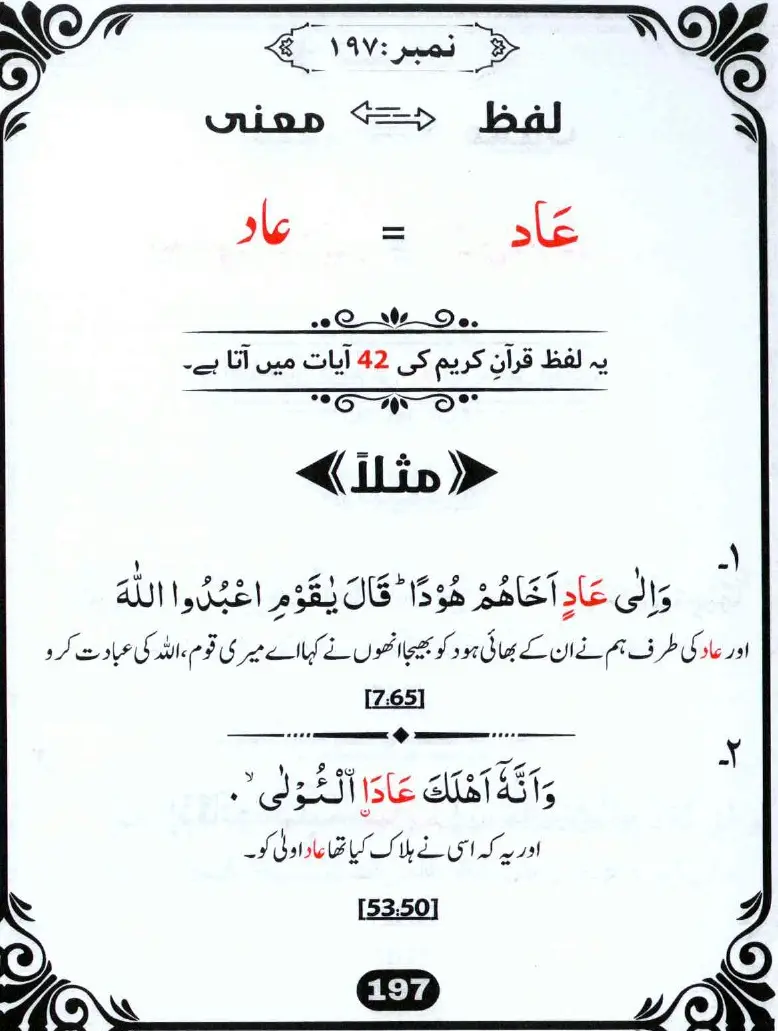 نمبر:۱۹۷
لفظ معنی
عَاد = عاد
یہ لفظ قرآنِ کریم کی 42 آیات میں آتا ہے۔
مثلاً
۱۔
وَاِلٰى عَادٍ اَخَاهُمْ هُوْدًا ؕ قَالَ يٰقَوْمِ اعْبُدُوا اللّٰهَ
اور عاد کی طرف ہم نے ان کے بھائی ہود کو بھیجا انھوں نے کہا اے میری قوم، اللہ کی عبادت کرو
[7:65]
۲۔
وَاَنَّهٗۤ اَهْلَكَ عَادَا ۨالْـُٔوْلٰى ۙ ۰
اور یہ کہ اسی نے ہلاک کیا تھا عاد اولیٰ کو۔
[53:50]
197